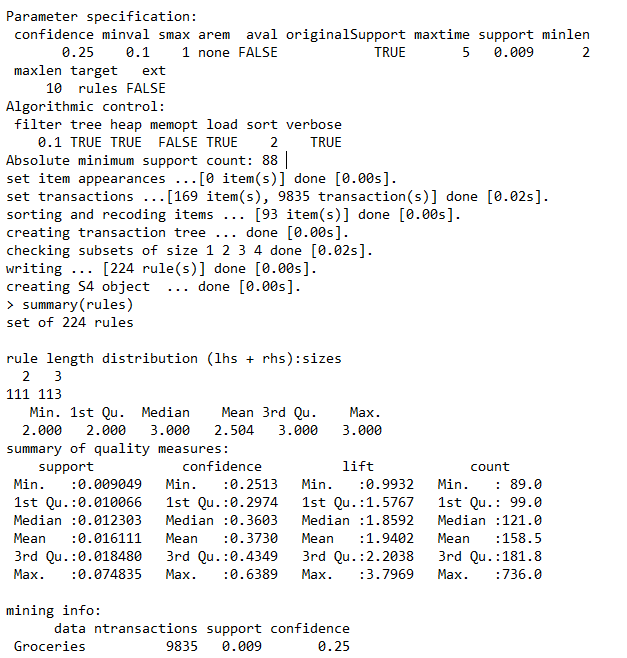 Parameter specification:
 confidence minval smax arem  aval originalSupport maxtime support minlen
       0.25    0.1    1 none FALSE            TRUE       5   0.009      2
 maxlen target   ext
     10  rules FALSE
Algorithmic control:
 filter tree heap memopt load sort verbose
    0.1 TRUE TRUE  FALSE TRUE    2    TRUE
Absolute minimum support count: 88
set item appearances ...[0 item(s)] done [0.00s].
set transactions ...[169 item(s), 9835 transaction(s)] done [0.02s].
sorting and recoding items ... [93 item(s)] done [0.00s].
creating transaction tree ... done [0.00s].
checking subsets of size 1 2 3 4 done [0.02s].
writing ... [224 rule(s)] done [0.00s].
creating S4 object  ... done [0.00s].
> summary(rules)
set of 224 rules
rule length distribution (lhs + rhs):sizes
  2   3
111 113
   Min. 1st Qu.  Median    Mean 3rd Qu.    Max.
  2.000   2.000   3.000   2.504   3.000   3.000
summary of quality measures:
    support           confidence          lift            count
 Min.   :0.009049   Min.   :0.2513   Min.   :0.9932   Min.   : 89.0
 1st Qu.:0.010066   1st Qu.:0.2974   1st Qu.:1.5767   1st Qu.: 99.0
 Median :0.012303   Median :0.3603   Median :1.8592   Median :121.0
 Mean   :0.016111   Mean   :0.3730   Mean   :1.9402   Mean   :158.5
 3rd Qu.:0.018480   3rd Qu.:0.4349   3rd Qu.:2.2038   3rd Qu.:181.8
 Max.   :0.074835   Max.   :0.6389   Max.   :3.7969   Max.   :736.0
mining info:
      data ntransactions support confidence
 Groceries          9835   0.009       0.25